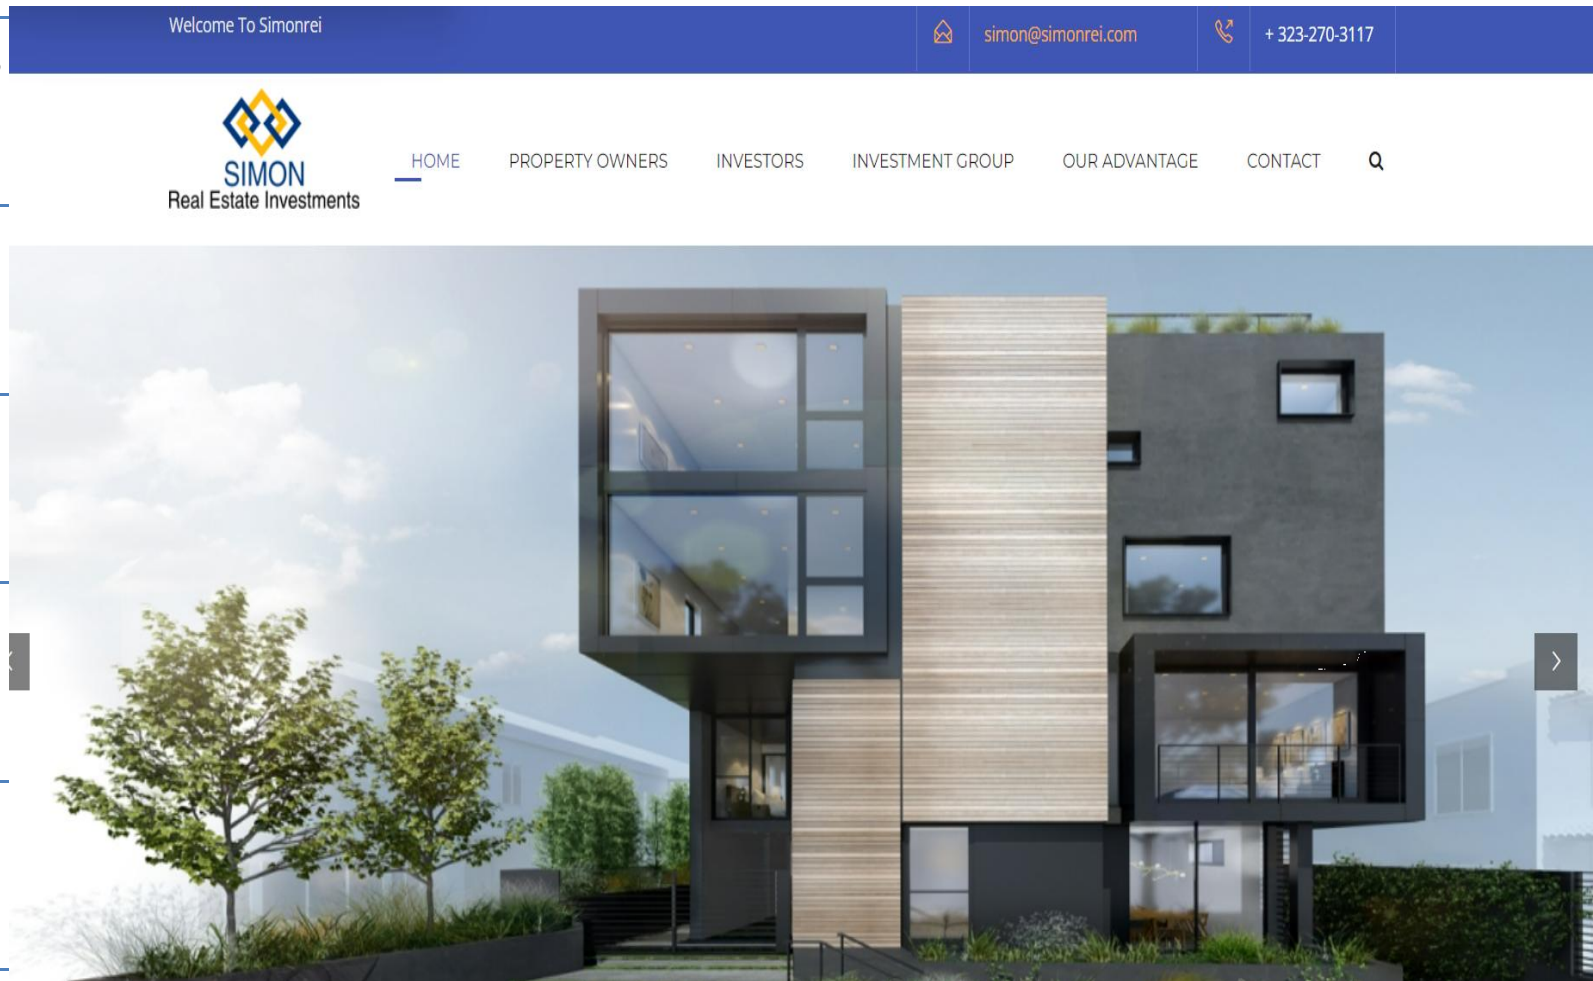 Welcome To Simonrei
simon@simonrei.com
+ 323-270-3117
SIMON
Real Estate Investments
HOME
PROPERTY OWNERS
INVESTORS
INVESTMENT GROUP
OUR ADVANTAGE
CONTACT